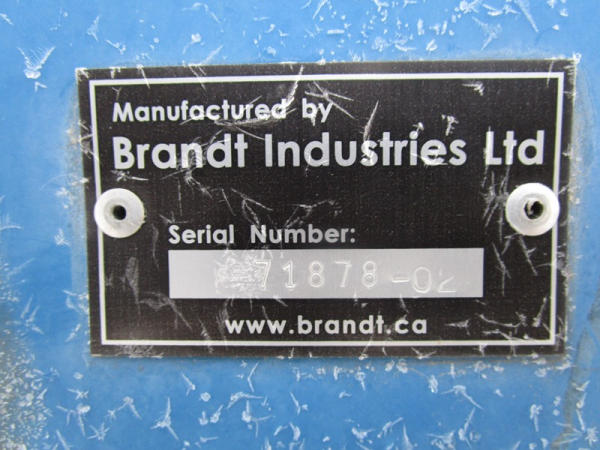 Manufactured by
Brandt Industries Ltd
Serial Number:
71878-02
www.brandt.ca